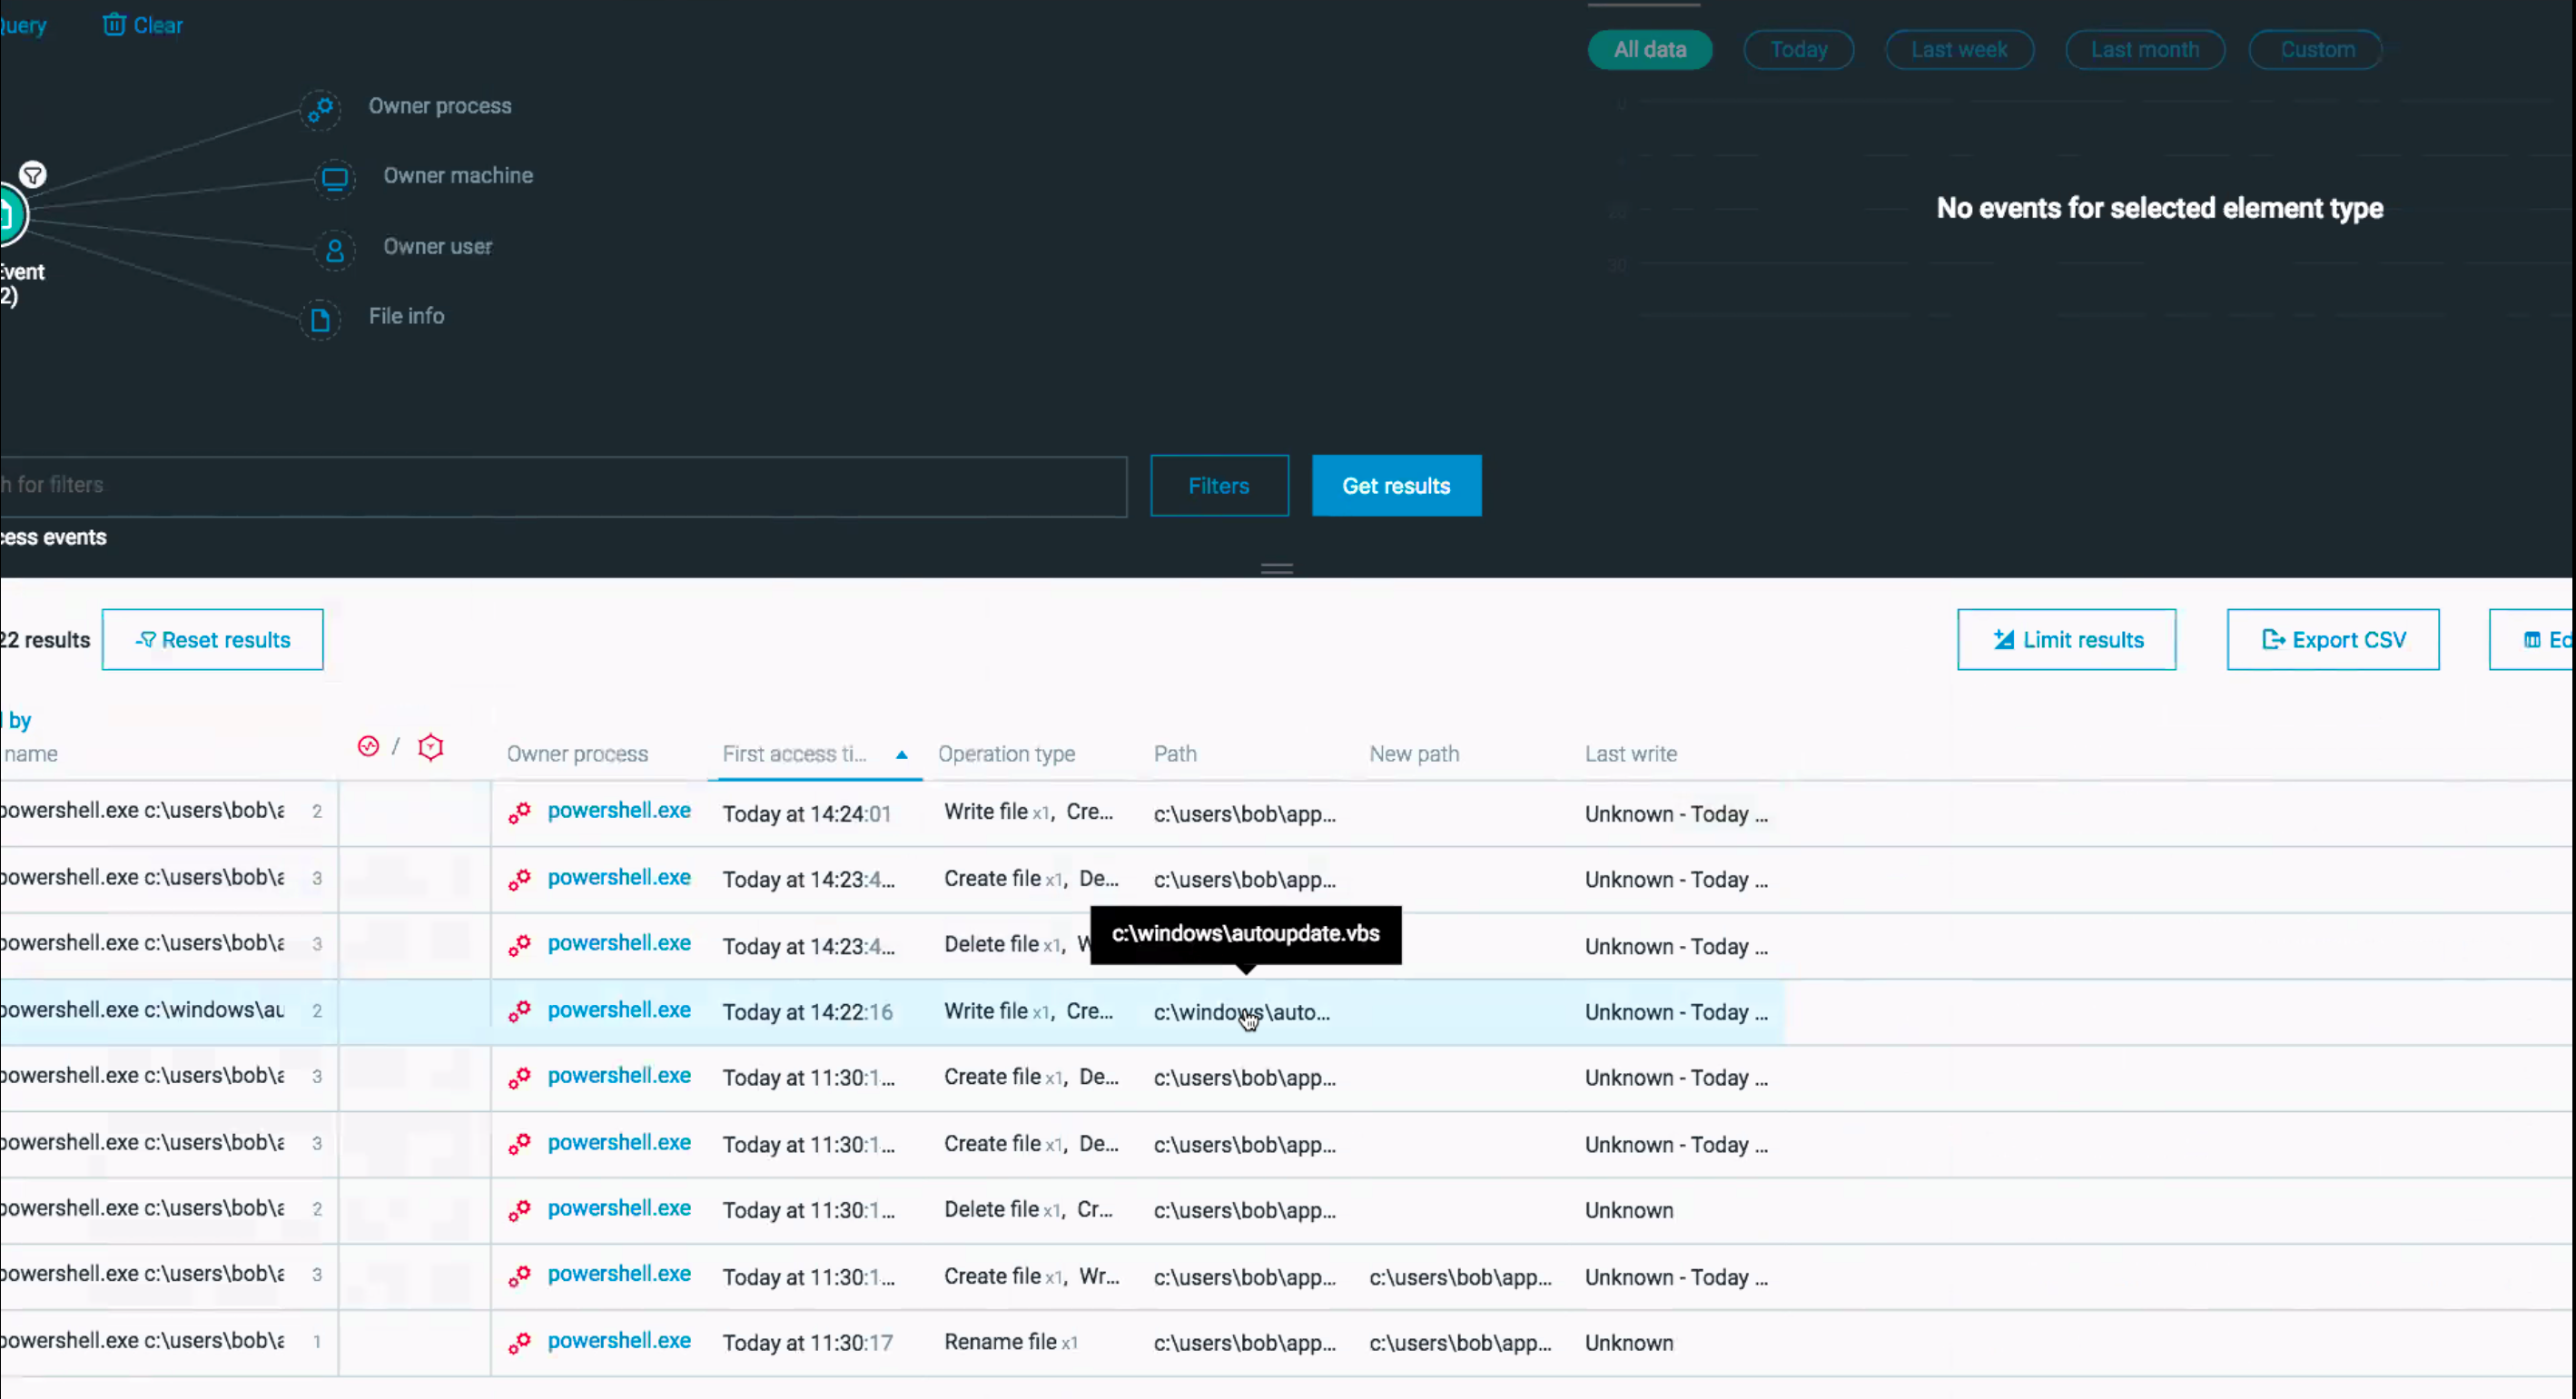 Query Clear
All data Today Last week Last month Custom
Owner process
Owner machine
No events for selected element type
Owner user
Event
2)
File info
h for filters Filters Get results
cess events
22 results Reset results Limit results Export CSV Ed
by
name / Owner process First access ti... Operation type Path New path Last write
powershell.exe c:\users\bob\a 2 powershell.exe Today at 14:24:01 Write file x1, Cre... c:\users\bob\app... Unknown - Today ...
powershell.exe c:\users\bob\a 3 powershell.exe Today at 14:23:4... Create file x1, De... c:\users\bob\app... Unknown - Today ...
c:\windows\autoupdate.vbs
powershell.exe c:\users\bob\a 3 powershell.exe Today at 14:23:4... Delete file x1, W Unknown - Today ...
powershell.exe c:\windows\au 2 powershell.exe Today at 14:22:16 Write file x1, Cre... c:\windows\auto... Unknown - Today ...
powershell.exe c:\users\bob\a 3 powershell.exe Today at 11:30:1... Create file x1, De... c:\users\bob\app... Unknown - Today ...
powershell.exe c:\users\bob\a 3 powershell.exe Today at 11:30:1... Create file x1, De... c:\users\bob\app... Unknown - Today ...
powershell.exe c:\users\bob\a 2 powershell.exe Today at 11:30:1... Delete file x1, Cr... c:\users\bob\app... Unknown
powershell.exe c:\users\bob\a 3 powershell.exe Today at 11:30:1... Create file x1, Wr... c:\users\bob\app... c:\users\bob\app... Unknown - Today ...
powershell.exe c:\users\bob\a 1 powershell.exe Today at 11:30:17 Rename file x1 c:\users\bob\app... c:\users\bob\app... Unknown